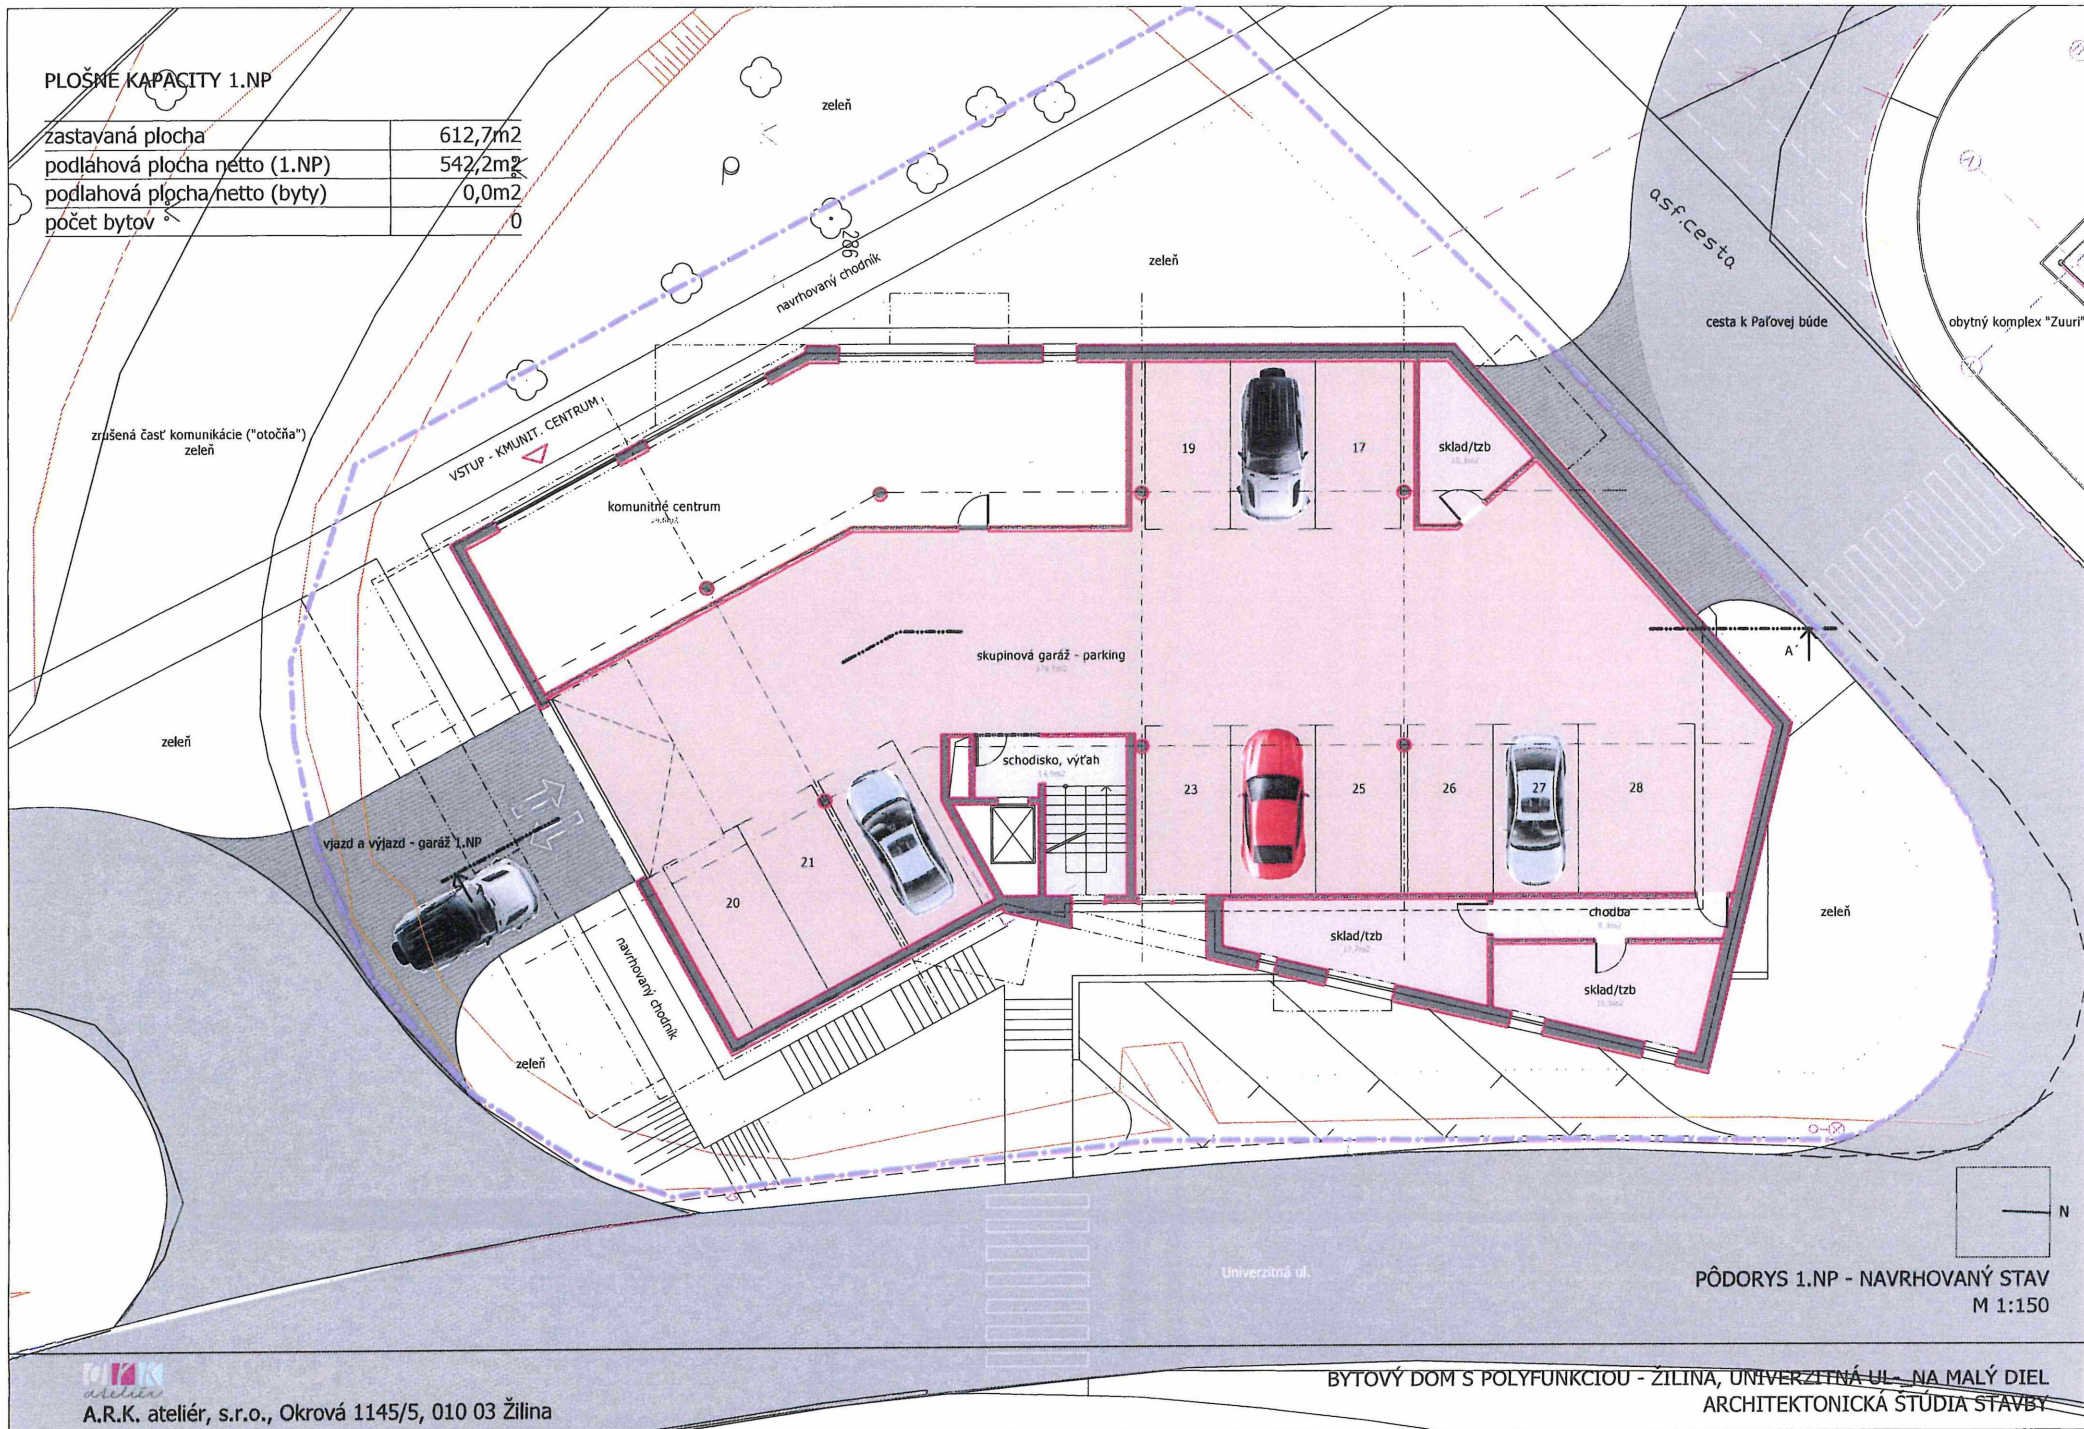 PLOŠNÉ KAPACITY 1.NP
zastavaná plocha 612,7m2
podlahová plocha netto (1.NP) 542,2m2
podlahová plocha netto (byty) 0,0m2
počet bytov 0
zeleň
286
navrhovaný chodník
zeleň
asf.cesta
cesta k Paľovej búde
obytný komplex "Zuuri"
zrušená časť komunikácie ("otočňa")
zeleň
VSTUP - KMUNIT. CENTRUM
komunitné centrum
19
17
sklad/tzb
skupinová garáž - parking
A´
zeleň
schodisko, výťah
23
25
26
27
28
vjazd a výjazd - garáž 1.NP
21
20
navrhovaný chodník
sklad/tzb
chodba
sklad/tzb
zeleň
zeleň
N
Univerzitná ul.
PÔDORYS 1.NP - NAVRHOVANÝ STAV
M 1:150
ark
ateliér
A.R.K. ateliér, s.r.o., Okrová 1145/5, 010 03 Žilina
BYTOVÝ DOM S POLYFUNKCIOU - ŽILINA, UNIVERZITNÁ UL- NA MALÝ DIEL
ARCHITEKTONICKÁ ŠTÚDIA STAVBY